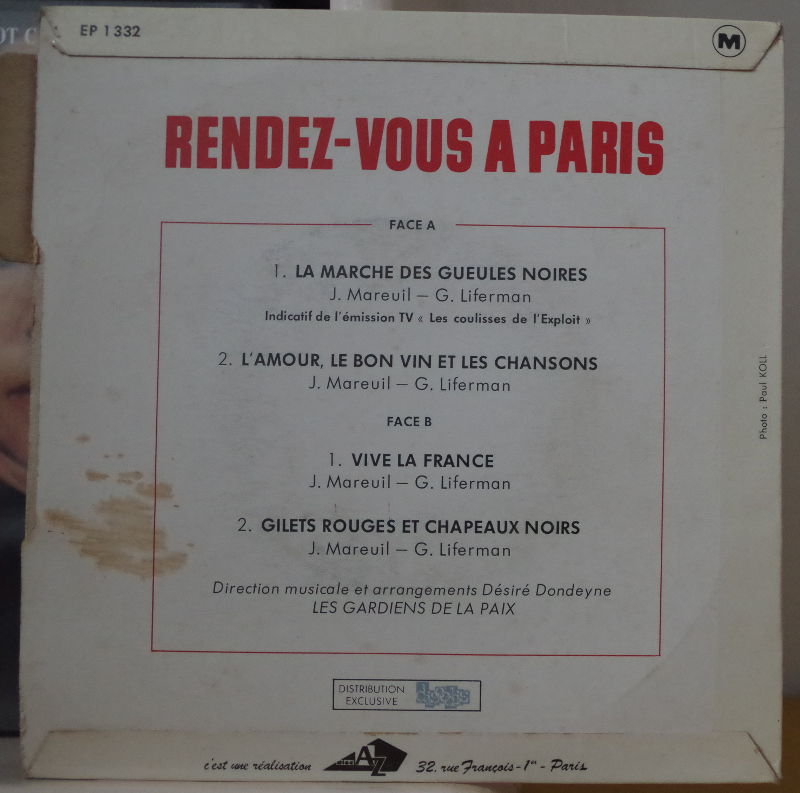 EP 1332
M
RENDEZ-VOUS A PARIS
FACE A
1. LA MARCHE DES GUEULES NOIRES
J. Mareuil — G. Liferman
Indicatif de l'émission TV « Les coulisses de l'Exploit »
2. L'AMOUR, LE BON VIN ET LES CHANSONS
J. Mareuil — G. Liferman
FACE B
1. VIVE LA FRANCE
J. Mareuil — G. Liferman
2. GILETS ROUGES ET CHAPEAUX NOIRS
J. Mareuil — G. Liferman
Direction musicale et arrangements Désiré Dondeyne
LES GARDIENS DE LA PAIX
Photo : Paul KOLL
DISTRIBUTION
EXCLUSIVE
c'est une réalisation AZ 32. rue François-1er - Paris